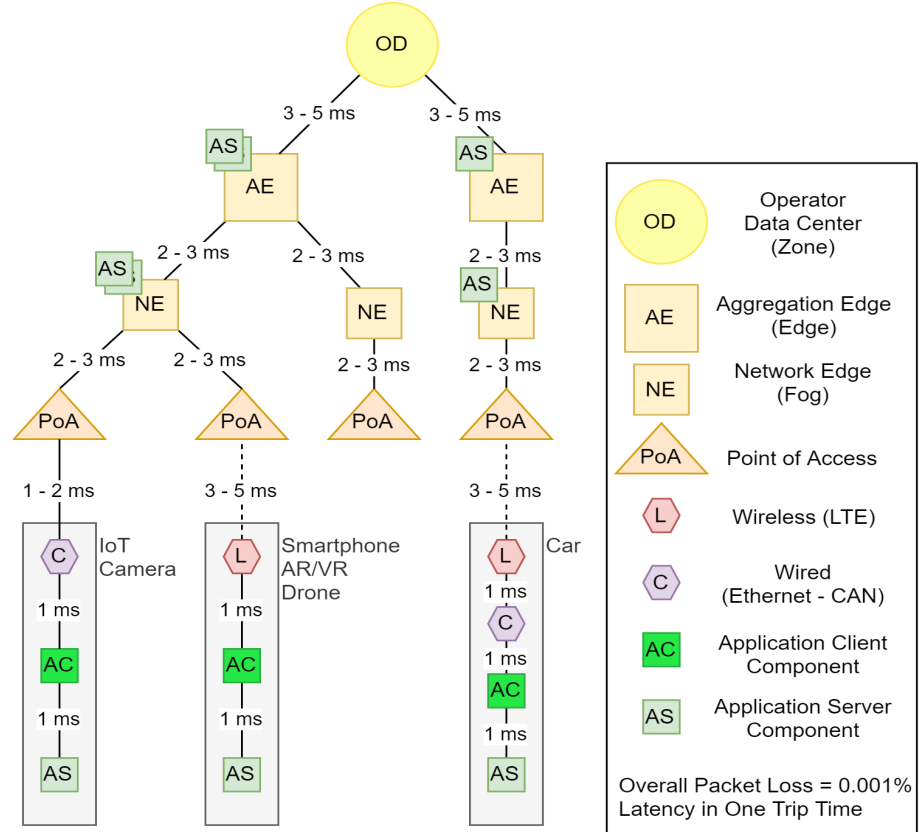 OD
3 - 5 ms
3 - 5 ms
AS
AS
AE
AE
2 - 3 ms
2 - 3 ms
2 - 3 ms
AS
AS
NE
NE
NE
2 - 3 ms
2 - 3 ms
2 - 3 ms
2 - 3 ms
PoA
PoA
PoA
PoA
1 - 2 ms
3 - 5 ms
3 - 5 ms
C
IoT
Camera
1 ms
AC
1 ms
AS
L
Smartphone
AR/VR
Drone
1 ms
AC
1 ms
AS
L
Car
1 ms
C
1 ms
AC
1 ms
AS
OD
Operator
Data Center
(Zone)
AE
Aggregation Edge
(Edge)
NE
Network Edge
(Fog)
PoA
Point of Access
L
Wireless (LTE)
C
Wired
(Ethernet - CAN)
AC
Application Client
Component
AS
Application Server
Component
Overall Packet Loss = 0.001%
Latency in One Trip Time